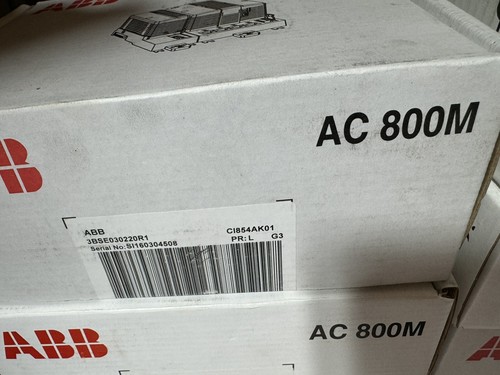 AC 800M
ABB CI854AK01
3BSE030220R1 PR: L G3
Serial No: SI160304508
ABB AC 800M